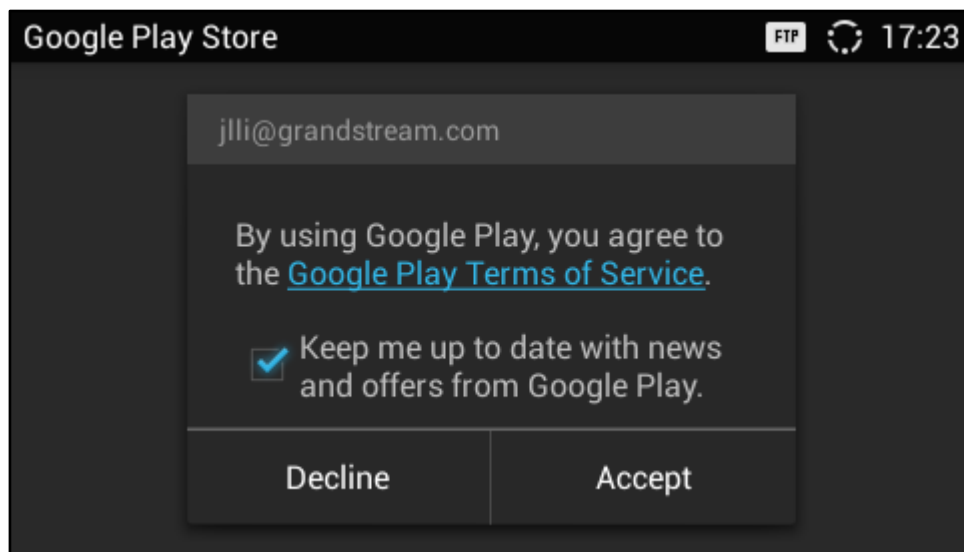 Google Play Store FTP 17:23
jlli@grandstream.com
By using Google Play, you agree to
the Google Play Terms of Service.
Keep me up to date with news
and offers from Google Play.
Decline Accept